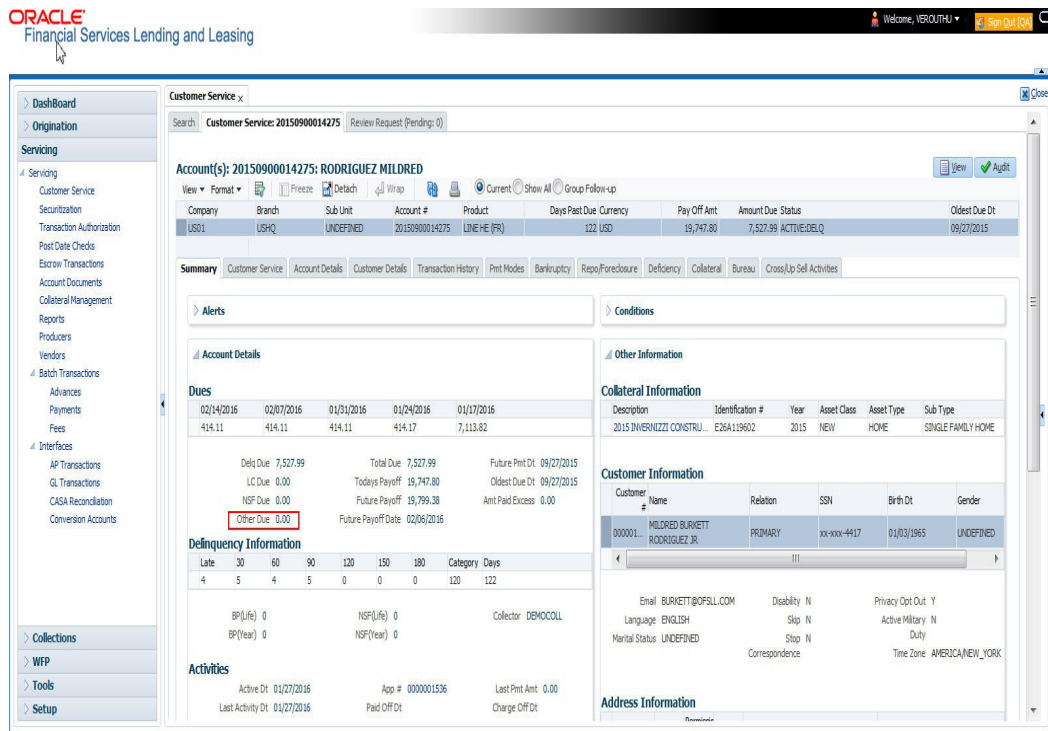 ORACLE
Financial Services Lending and Leasing
Welcome, VEROUTHU
Sign Out [QA]
DashBoard
Origination
Servicing
Servicing
Customer Service
Securitization
Transaction Authorization
Post Date Checks
Escrow Transactions
Account Documents
Collateral Management
Reports
Producers
Vendors
Batch Transactions
Advances
Payments
Fees
Interfaces
AP Transactions
GL Transactions
CASA Reconciliation
Conversion Accounts
Collections
WFP
Tools
Setup
Customer Service x
Close
Search Customer Service: 20150900014275 Review Request (Pending: 0)
Account(s): 20150900014275: RODRIGUEZ MILDRED
View Audit
View Format Freeze Detach Wrap Current Show All Group Follow-up
Company Branch Sub Unit Account # Product Days Past Due Currency Pay Off Amt Amount Due Status Oldest Due Dt
US01 USHQ UNDEFINED 20150900014275 LINE HE (FR) 122 USD 19,747.80 7,527.99 ACTIVE:DELQ 09/27/2015
Summary Customer Service Account Details Customer Details Transaction History Pmt Modes Bankruptcy Repo/Foreclosure Deficiency Collateral Bureau Cross/Up Sell Activities
Alerts
Account Details
Dues
02/14/2016 02/07/2016 01/31/2016 01/24/2016 01/17/2016
414.11 414.11 414.11 414.17 7,113.82
Delq Due 7,527.99 Total Due 7,527.99 Future Pmt Dt 09/27/2015
LC Due 0.00 Todays Payoff 19,747.80 Oldest Due Dt 09/27/2015
NSF Due 0.00 Future Payoff 19,799.38 Amt Paid Excess 0.00
Other Due 0.00 Future Payoff Date 02/06/2016
Delinquency Information
Late 30 60 90 120 150 180 Category Days
4 5 4 5 0 0 0 120 122
BP(Life) 0 NSF(Life) 0 Collector DEMOCOLL
BP(Year) 0 NSF(Year) 0
Activities
Active Dt 01/27/2016 App # 0000001536 Last Pmt Amt 0.00
Last Activity Dt 01/27/2016 Paid Off Dt Charge Off Dt
Conditions
Other Information
Collateral Information
Description Identification # Year Asset Class Asset Type Sub Type
2015 INVERNIZZI CONSTRU... E26A119602 2015 NEW HOME SINGLE FAMILY HOME
Customer Information
Customer # Name Relation SSN Birth Dt Gender
000001... MILDRED BURKETT RODRIGUEZ JR PRIMARY xx-xxx-4417 01/03/1965 UNDEFINED
Email BURKETT@OFSLL.COM Disability N Privacy Opt Out Y
Language ENGLISH Skip N Active Military Duty N
Marital Status UNDEFINED Stop Correspondence N Time Zone AMERICA/NEW_YORK
Address Information